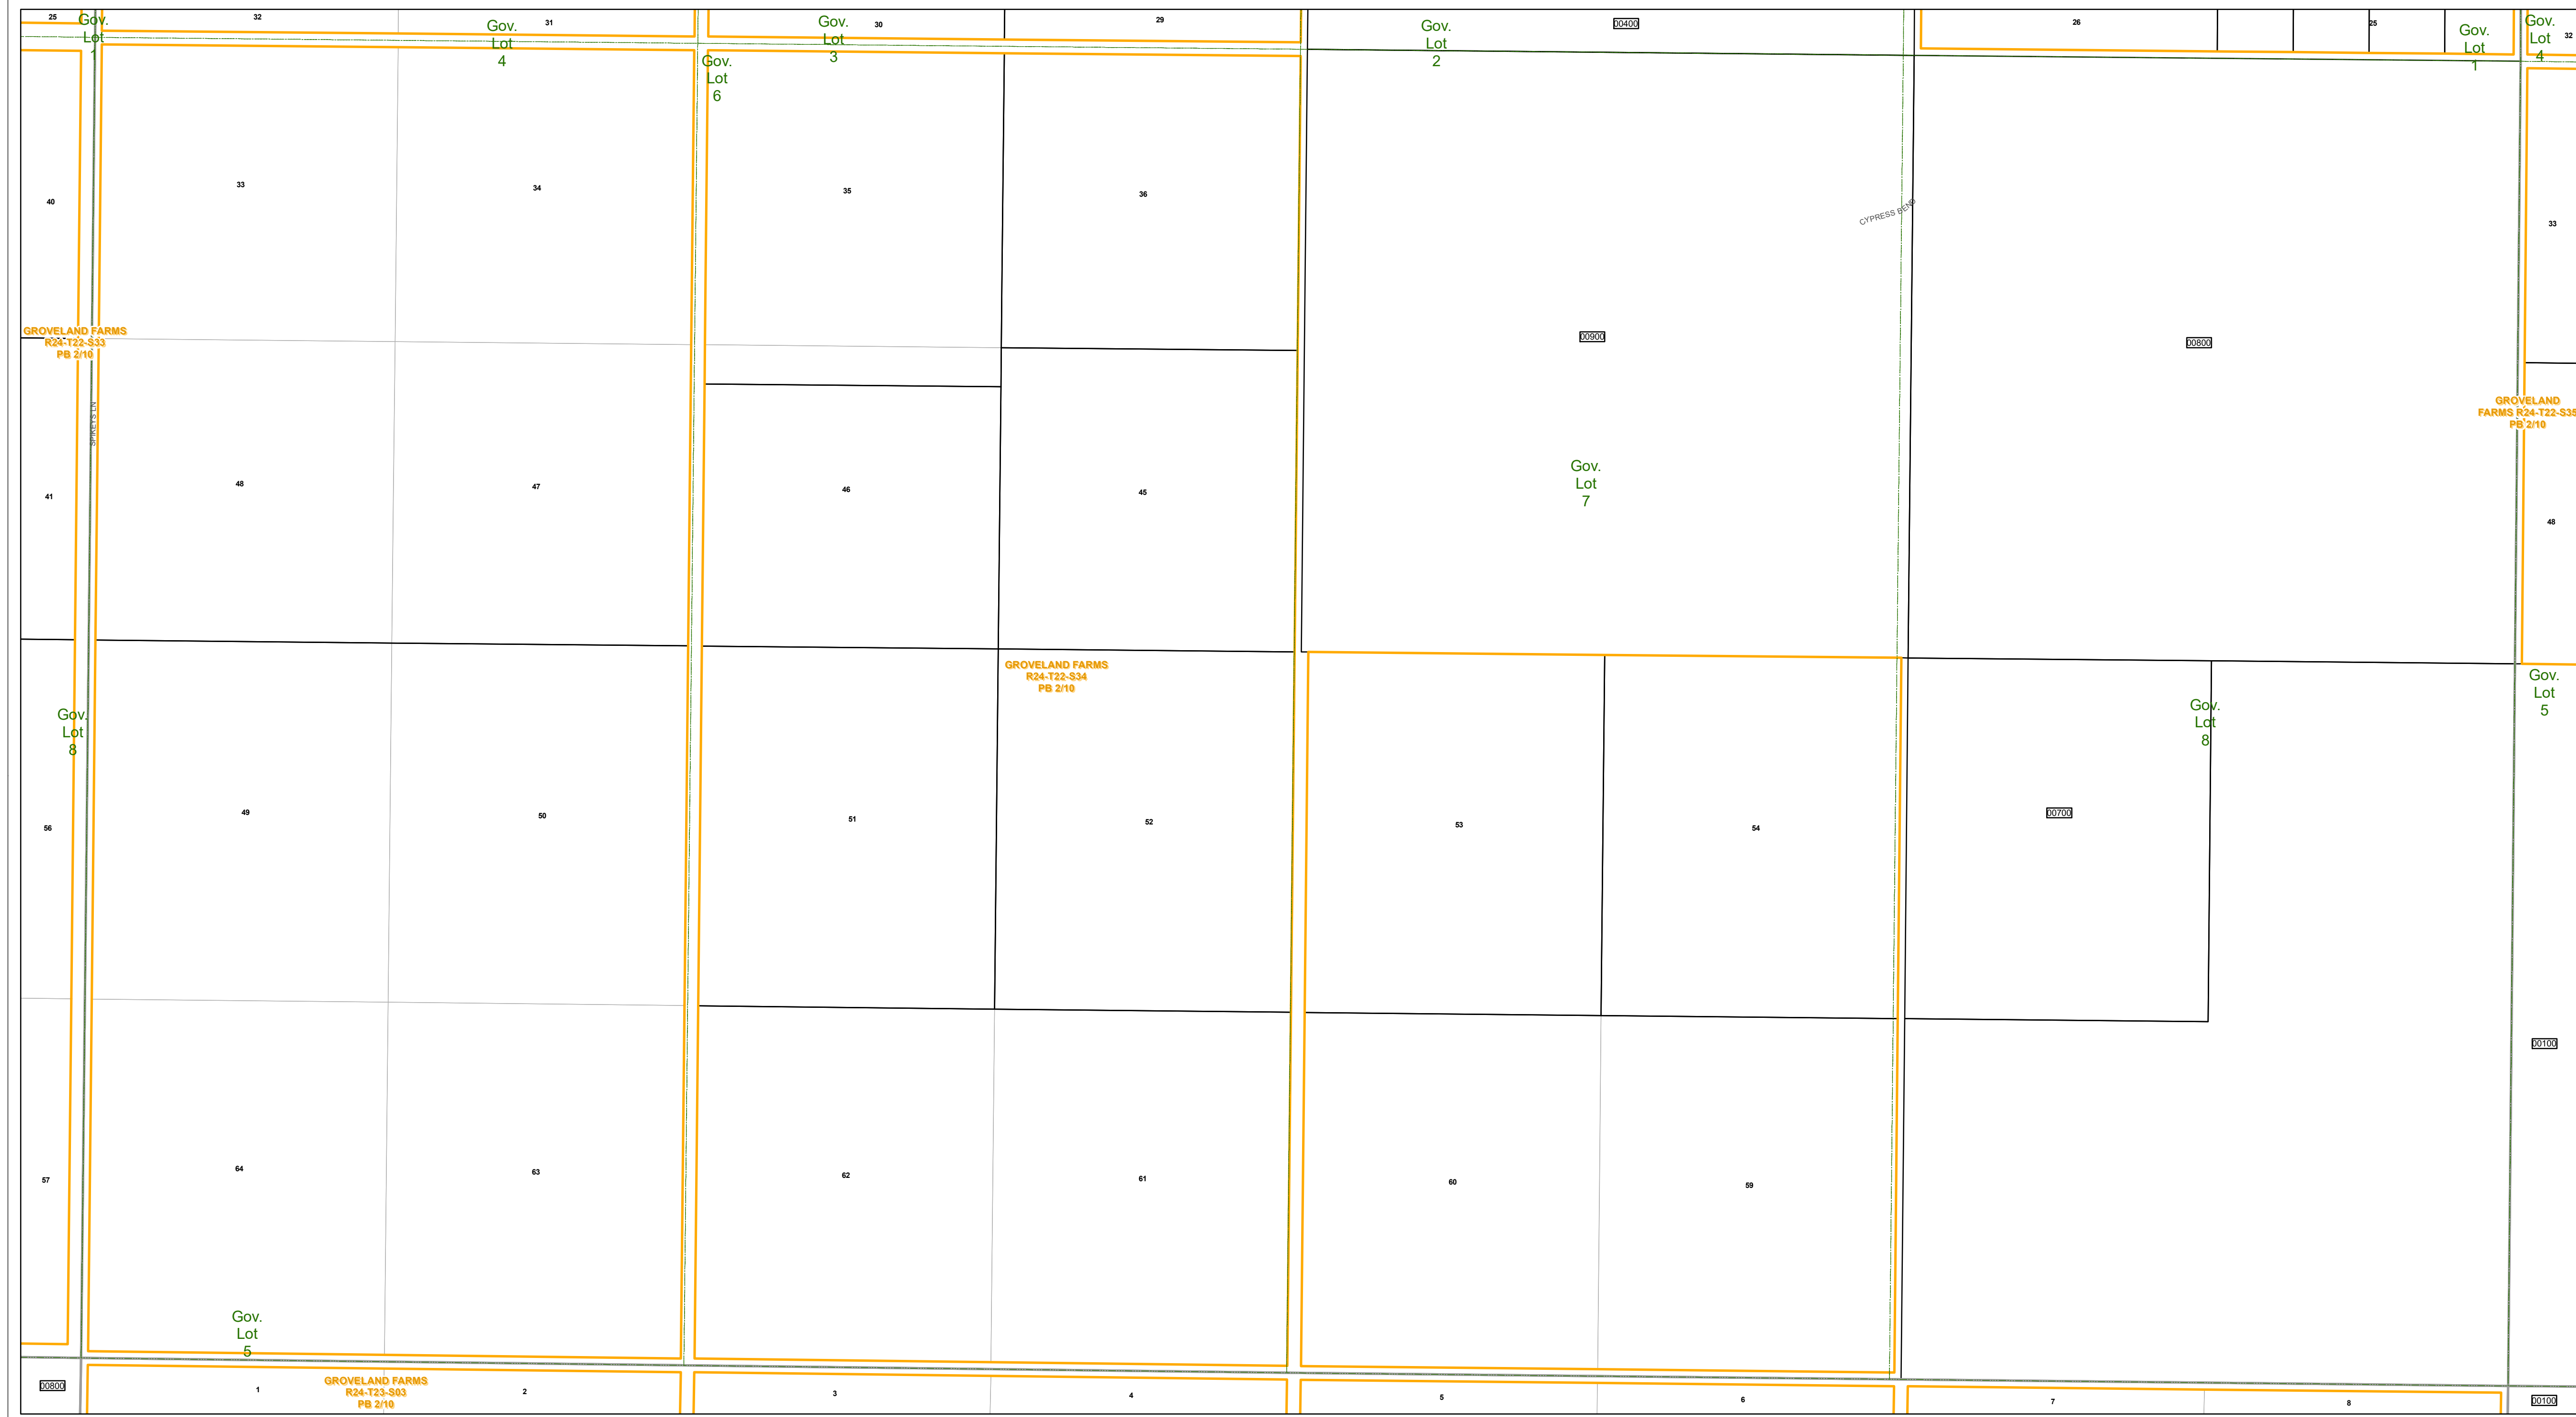 25
Gov.
Lot
1
32
Gov.
Lot
4
31
Gov.
Lot
3
30
29
Gov.
Lot
2
00400
26
25
Gov.
Lot
1
Gov.
Lot
4
32
Gov.
Lot
6
40
33
34
35
36
CYPRESS BEND
33
GROVELAND FARMS
R24-T22-S33
PB 2/10
00900
00800
SPIKEYS LN
GROVELAND
FARMS R24-T22-S35
PB 2/10
41
48
47
46
45
Gov.
Lot
7
48
GROVELAND FARMS
R24-T22-S34
PB 2/10
Gov.
Lot
8
Gov.
Lot
8
Gov.
Lot
5
56
49
50
51
52
53
54
00700
00100
57
64
63
62
61
60
59
Gov.
Lot
5
00800
1
GROVELAND FARMS
R24-T23-S03
PB 2/10
2
3
4
5
6
7
8
00100